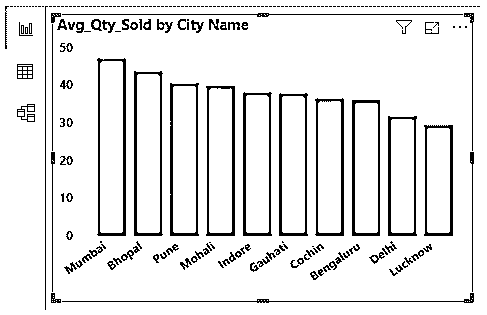 Avg_Qty_Sold by City Name
50
40
30
20
10
0
Mumbai
Bhopal
Pune
Mohali
Indore
Gauhati
Cochin
Bengaluru
Delhi
Lucknow